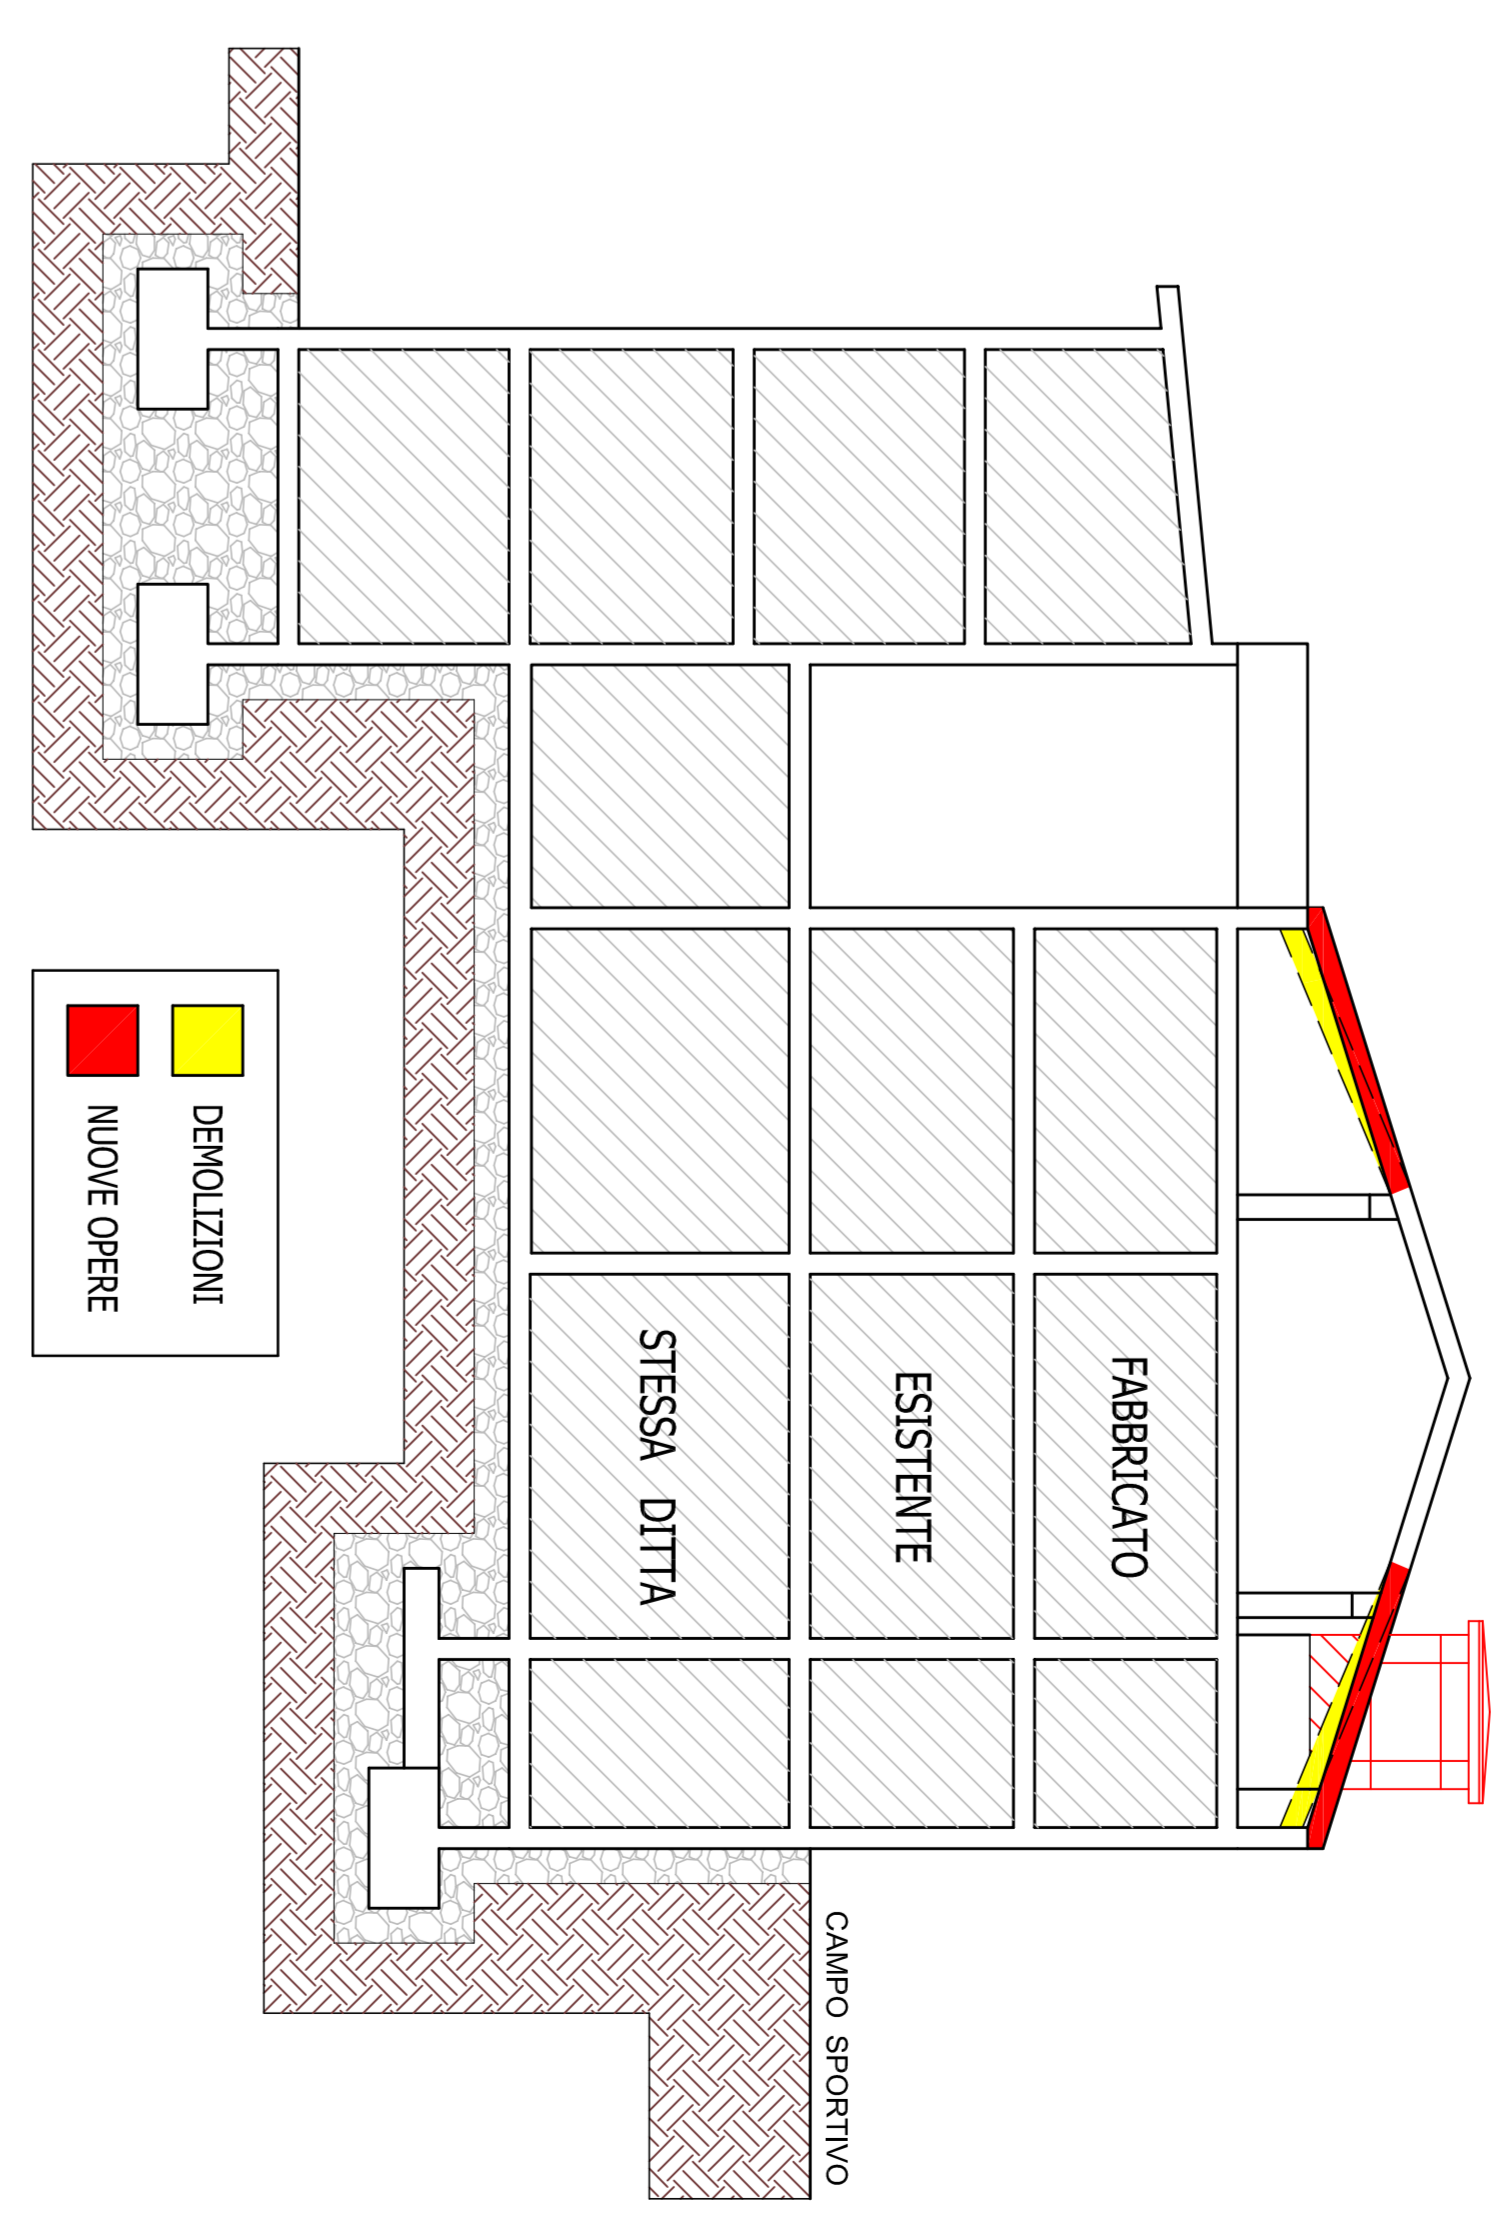 FABBRICATO
ESISTENTE
STESSA DITTA
CAMPO SPORTIVO
DEMOLIZIONI
NUOVE OPERE